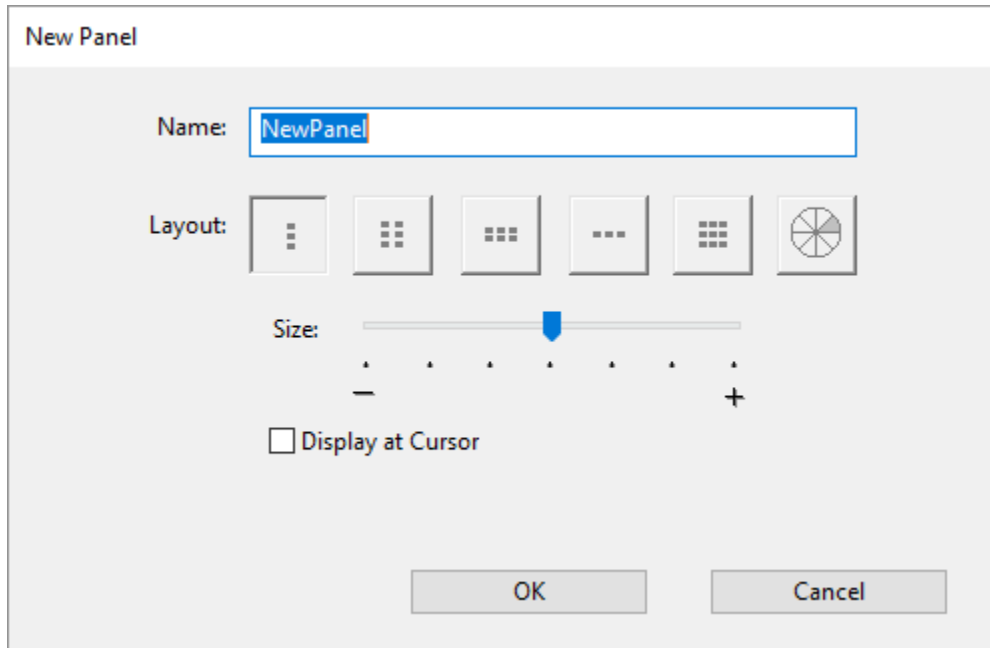 New Panel
Name: NewPanel
Layout:
Size:
− +
Display at Cursor
OK Cancel